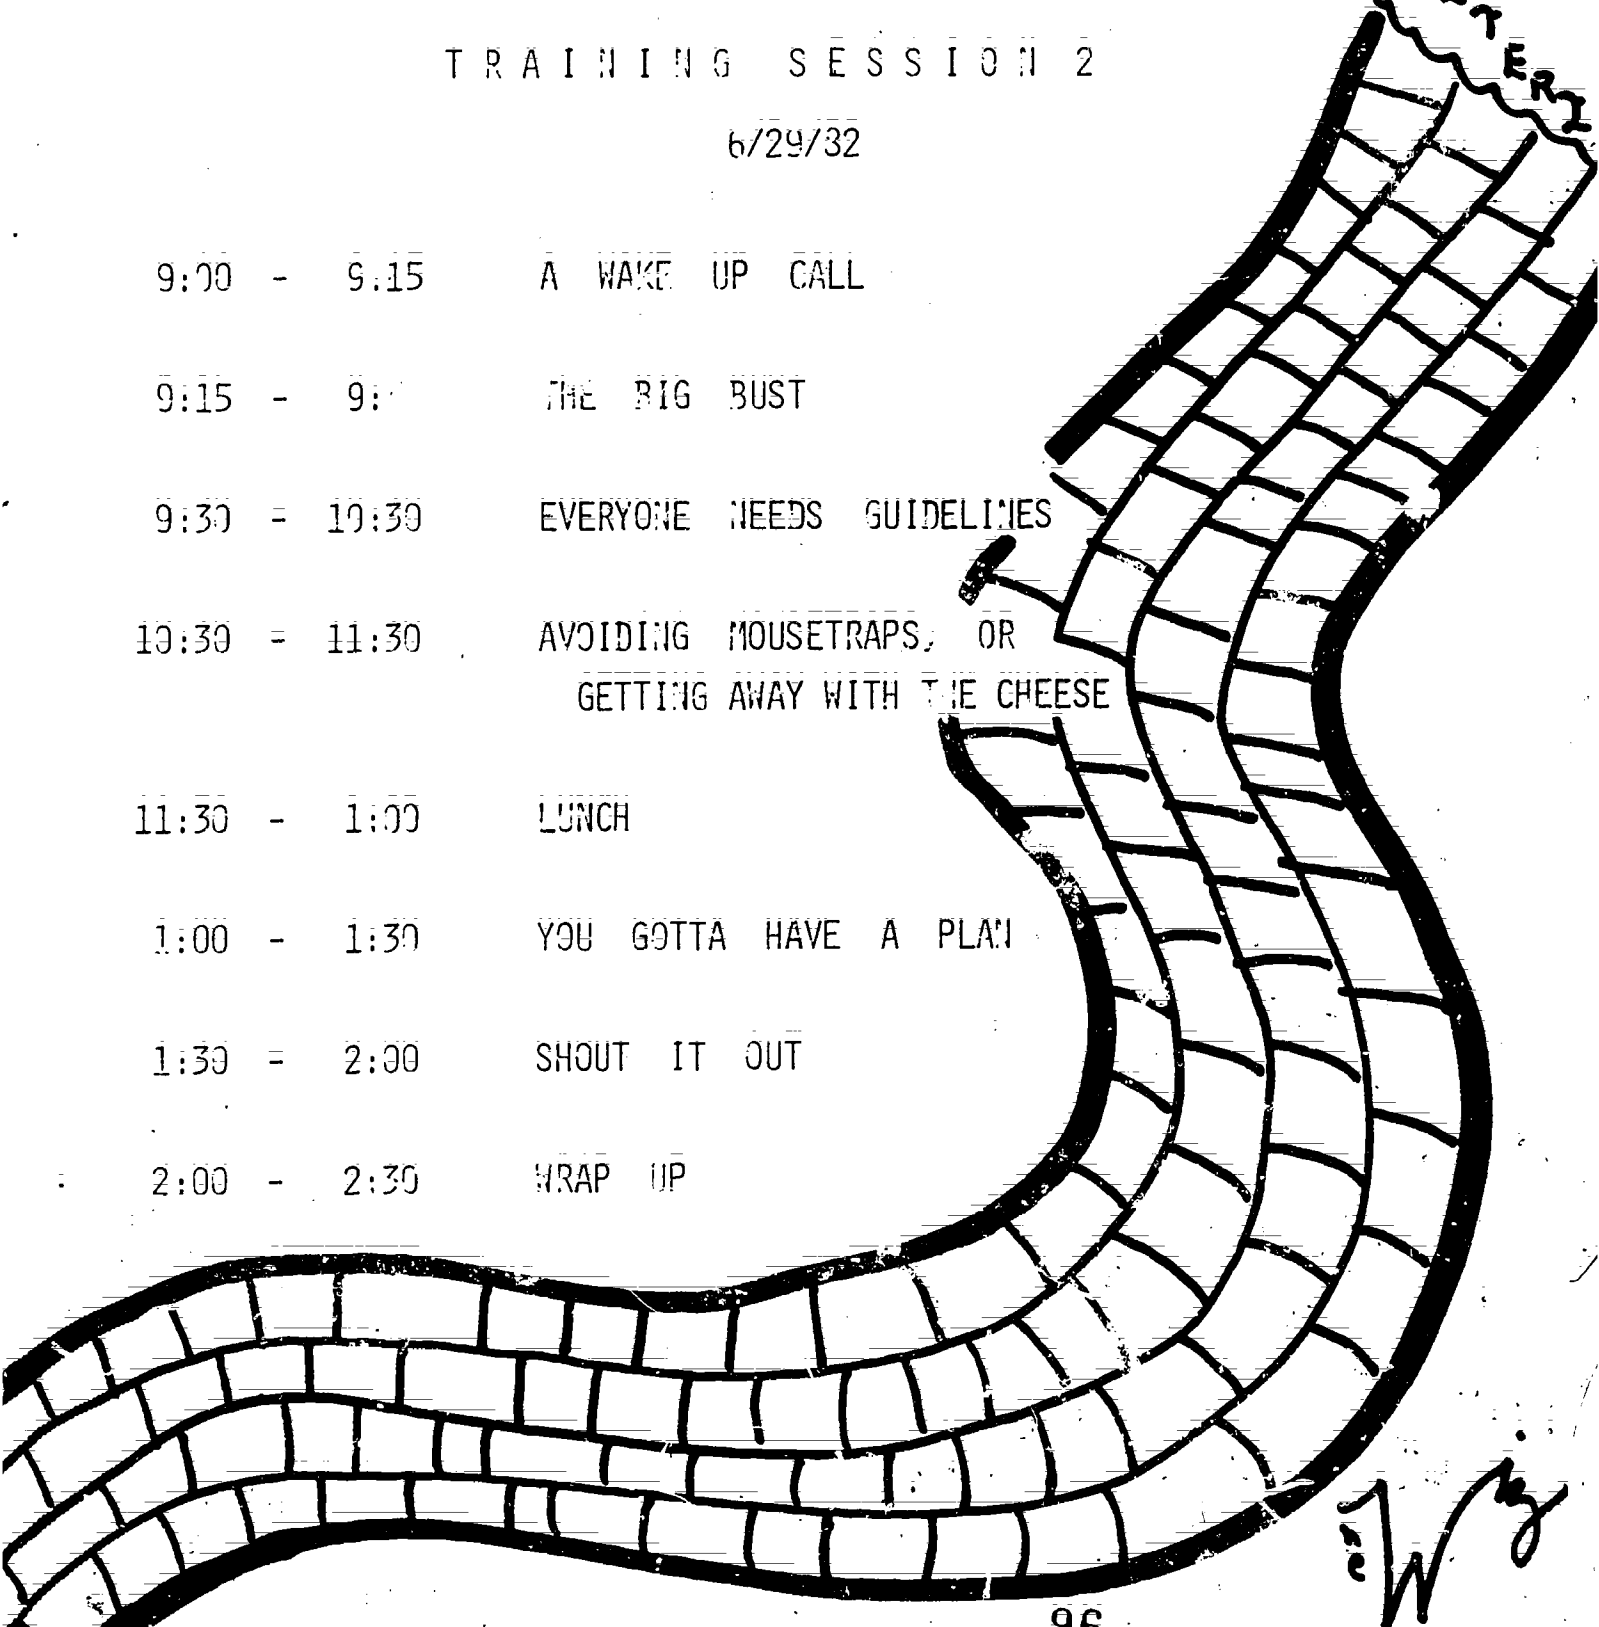 TRAINING SESSION 2
6/29/82
9:00 - 9:15 A WAKE UP CALL
9:15 - 9: THE BIG BUST
9:30 - 10:30 EVERYONE NEEDS GUIDELINES
10:30 - 11:30 AVOIDING MOUSETRAPS, OR
GETTING AWAY WITH THE CHEESE
11:30 - 1:00 LUNCH
1:00 - 1:30 YOU GOTTA HAVE A PLAN
1:30 - 2:00 SHOUT IT OUT
2:00 - 2:30 WRAP UP
96